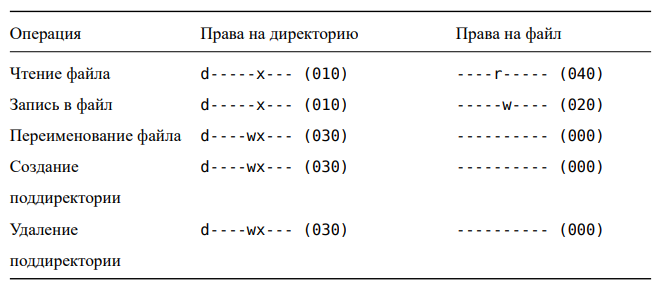 Операция Права на директорию Права на файл
Чтение файла d-----x--- (010) ----r----- (040)
Запись в файл d-----x--- (010) -----w---- (020)
Переименование файла d----wx--- (030) ---------- (000)
Создание d----wx--- (030) ---------- (000)
поддиректории
Удаление d----wx--- (030) ---------- (000)
поддиректории